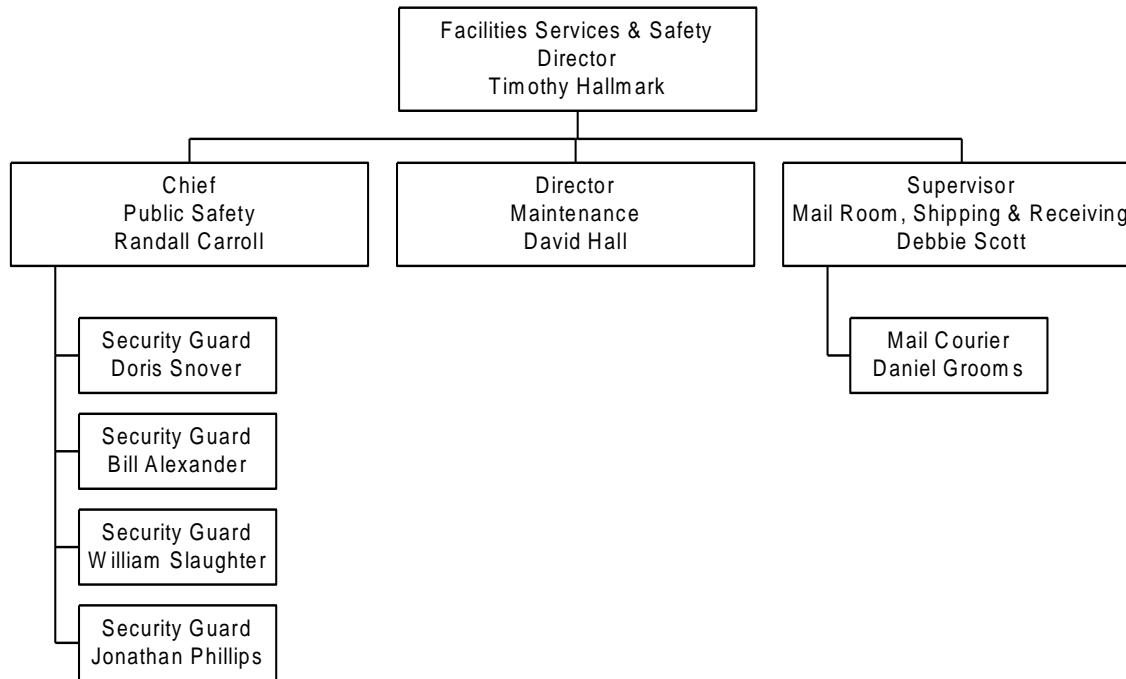 Facilities Services & Safety
Director
Timothy Hallmark
Chief
Public Safety
Randall Carroll
Director
Maintenance
David Hall
Supervisor
Mail Room, Shipping & Receiving
Debbie Scott
Security Guard
Doris Snover
Security Guard
Bill Alexander
Security Guard
William Slaughter
Security Guard
Jonathan Phillips
Mail Courier
Daniel Grooms